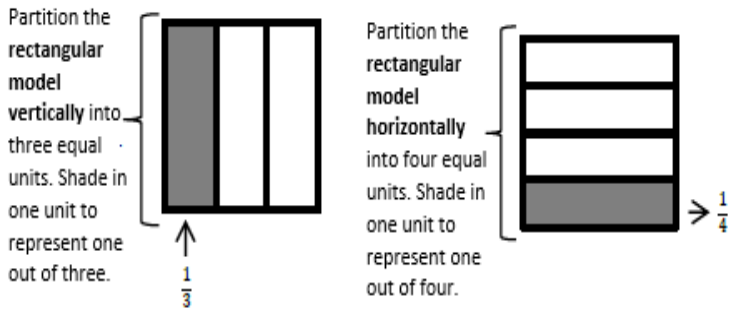 Partition the
rectangular
model
vertically into
three equal
units. Shade in
one unit to
represent one
out of three.
1
3
Partition the
rectangular
model
horizontally
into four equal
units. Shade in
one unit to
represent one
out of four.
1
4